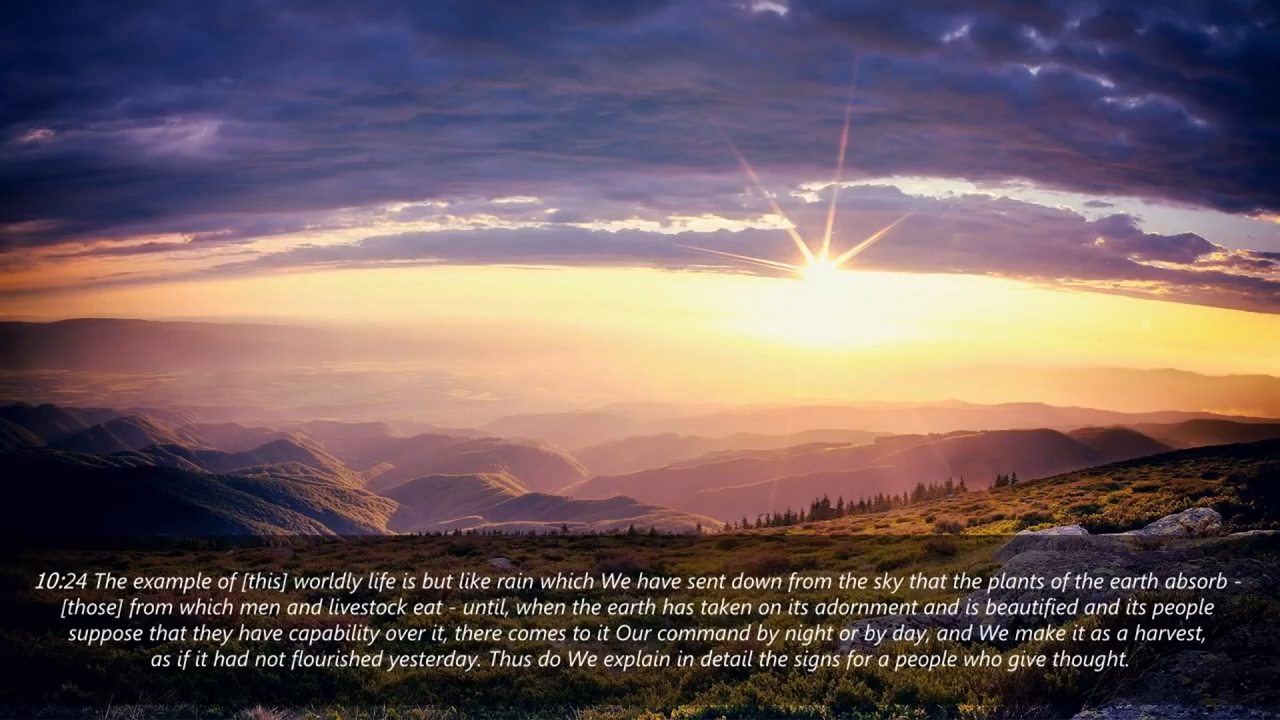 10:24 The example of [this] worldly life is but like rain which We have sent down from the sky that the plants of the earth absorb -
[those] from which men and livestock eat - until, when the earth has taken on its adornment and is beautified and its people
suppose that they have capability over it, there comes to it Our command by night or by day, and We make it as a harvest,
as if it had not flourished yesterday. Thus do We explain in detail the signs for a people who give thought.